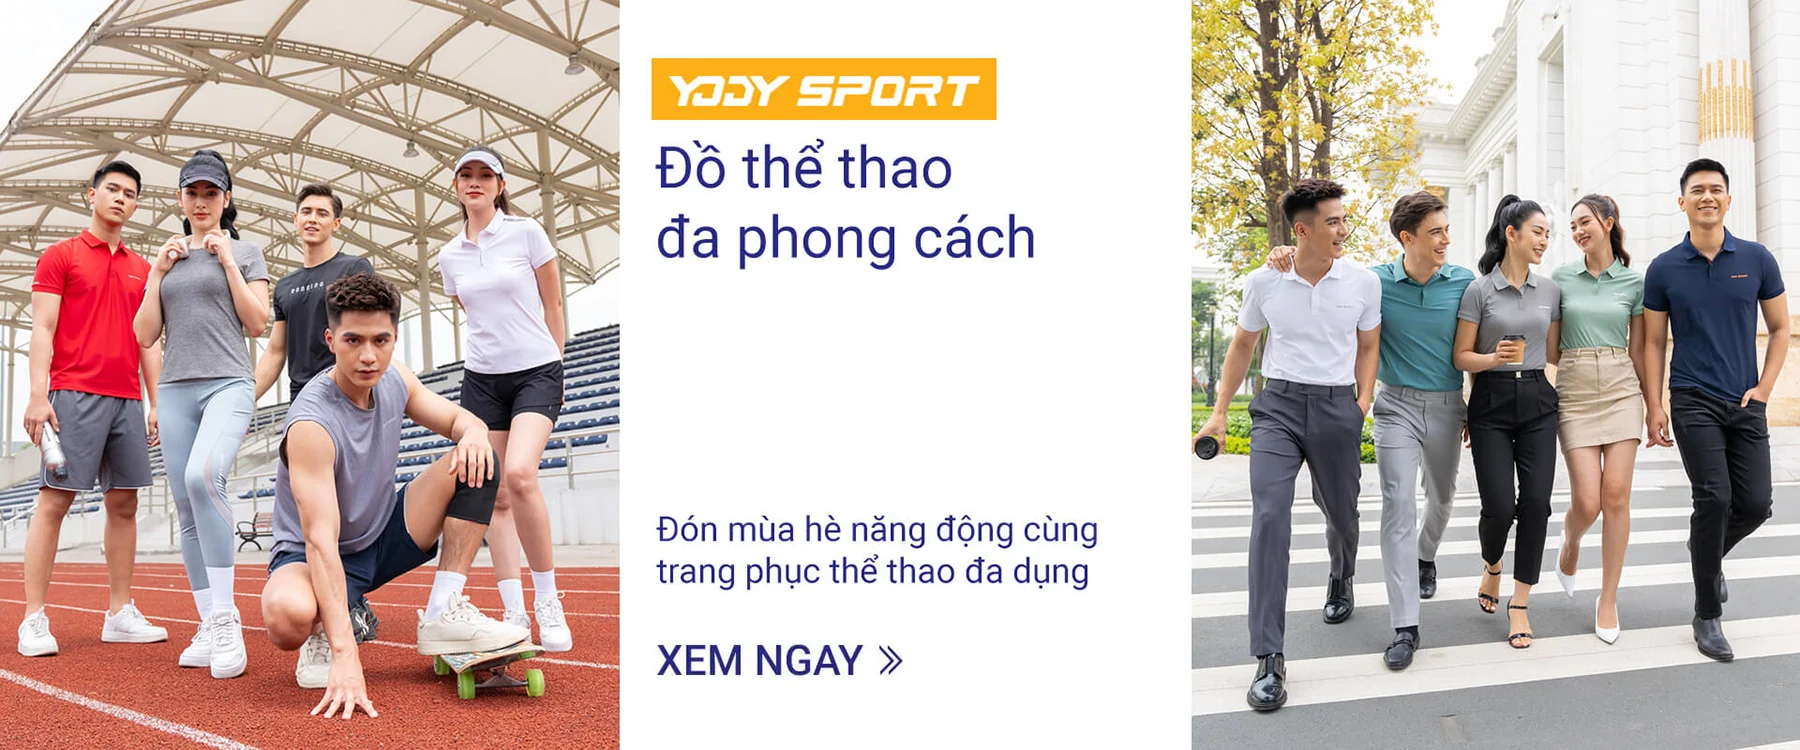 YODY SPORT
Đồ thể thao
đa phong cách
Đón mùa hè năng động cùng
trang phục thể thao đa dụng
XEM NGAY